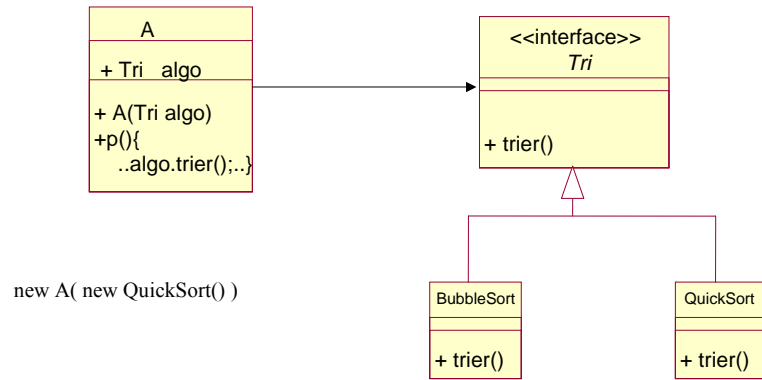 A
+ Tri algo
+ A(Tri algo)
+p(){
..algo.trier();..}
<<interface>>
Tri
+ trier()
new A( new QuickSort() )
BubbleSort
+ trier()
QuickSort
+ trier()